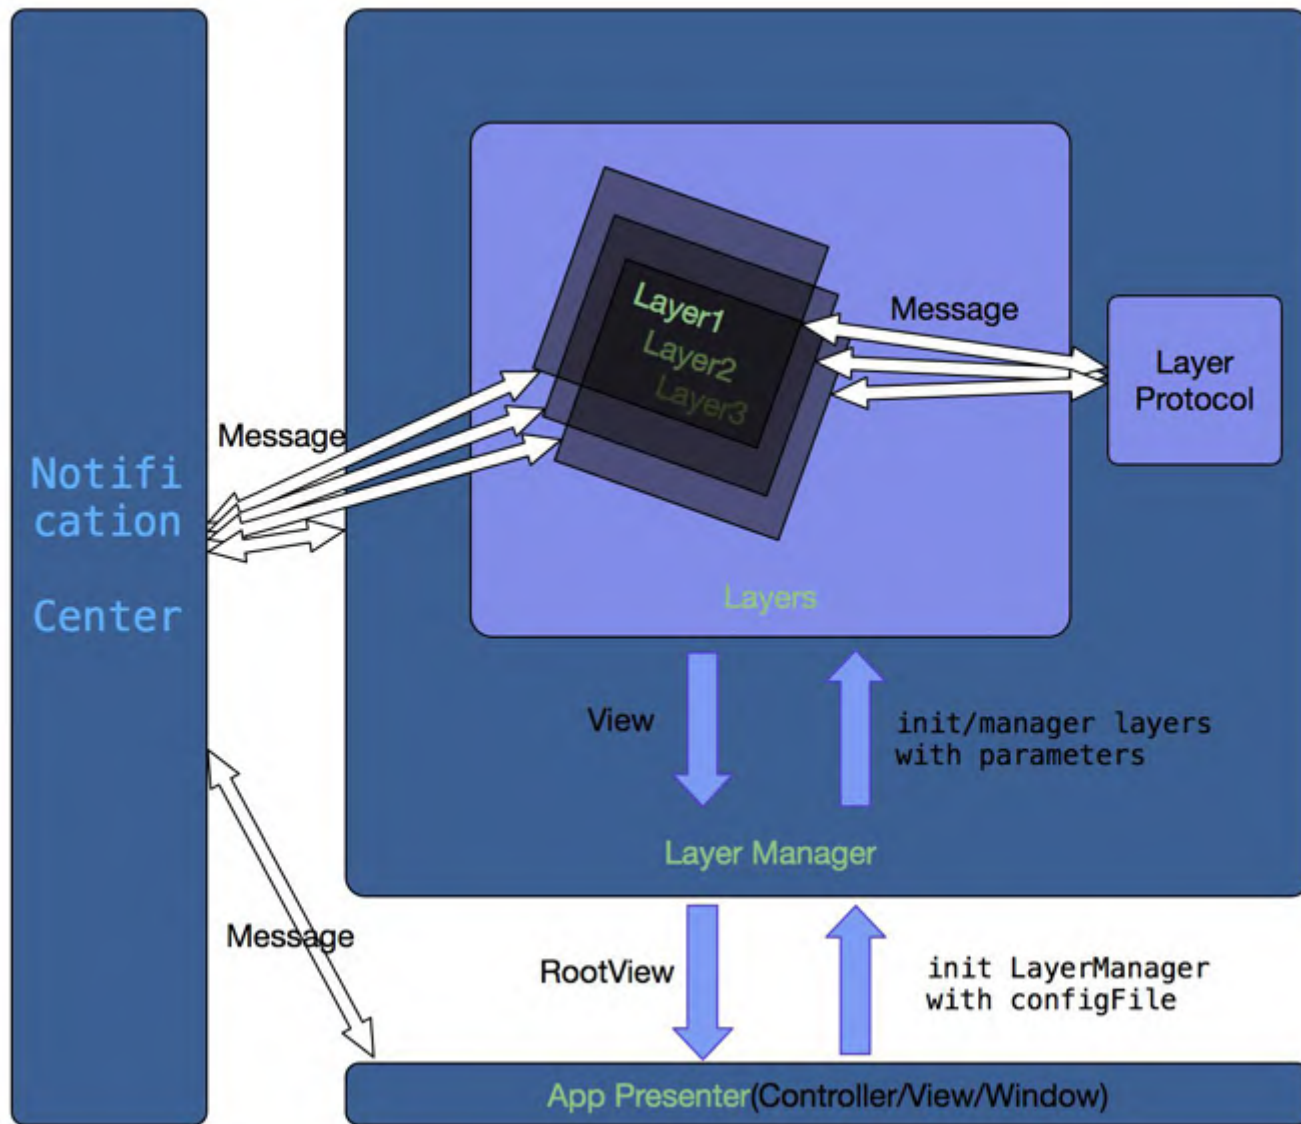 Layer1
Layer2
Layer3
Message
Layer
Protocol
Message
Notifi
cation
Center
Layers
View
init/manager layers
with parameters
Layer Manager
Message
RootView
init LayerManager
with configFile
App Presenter(Controller/View/Window)